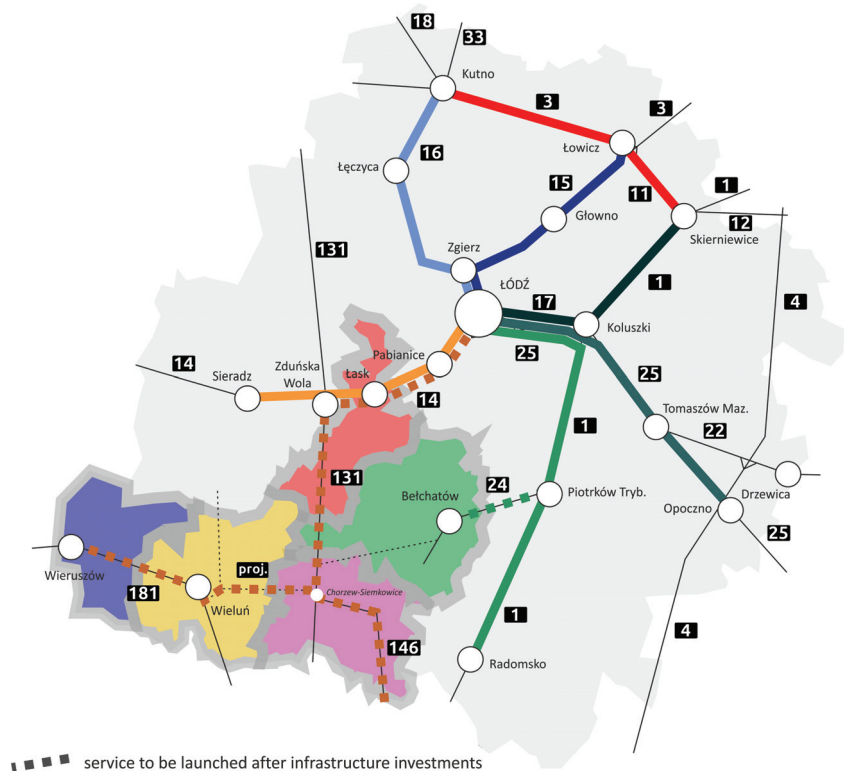 18
33
Kutno
3
3
Łowicz
16
Łęczyca
15
11
1
Głowno
12
Skierniewice
Zgierz
131
ŁÓDŹ
1
4
17
Koluszki
Pabianice
25
14
Zduńska
Wola
Łask
Sieradz
14
25
Tomaszów Maz.
1
22
131
24
Bełchatów
Piotrków Tryb.
Drzewica
Opoczno
25
Wieruszów
proj.
181
Wieluń
Chorzew-Siemkowice
1
4
146
Radomsko
service to be launched after infrastructure investments